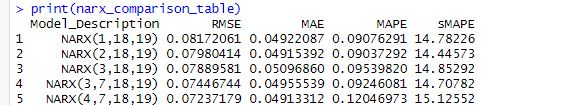 > print(narx_comparison_table)
Model_Description RMSE MAE MAPE sMAPE
1 NARX(1,18,19) 0.08172061 0.04922087 0.09076291 14.78226
2 NARX(2,18,19) 0.07980414 0.04915392 0.09037292 14.44573
3 NARX(3,18,19) 0.07889581 0.05096860 0.09539820 14.85292
4 NARX(3,7,18,19) 0.07446744 0.04955539 0.09246081 14.70782
5 NARX(4,7,18,19) 0.07237179 0.04913312 0.12046973 15.12552